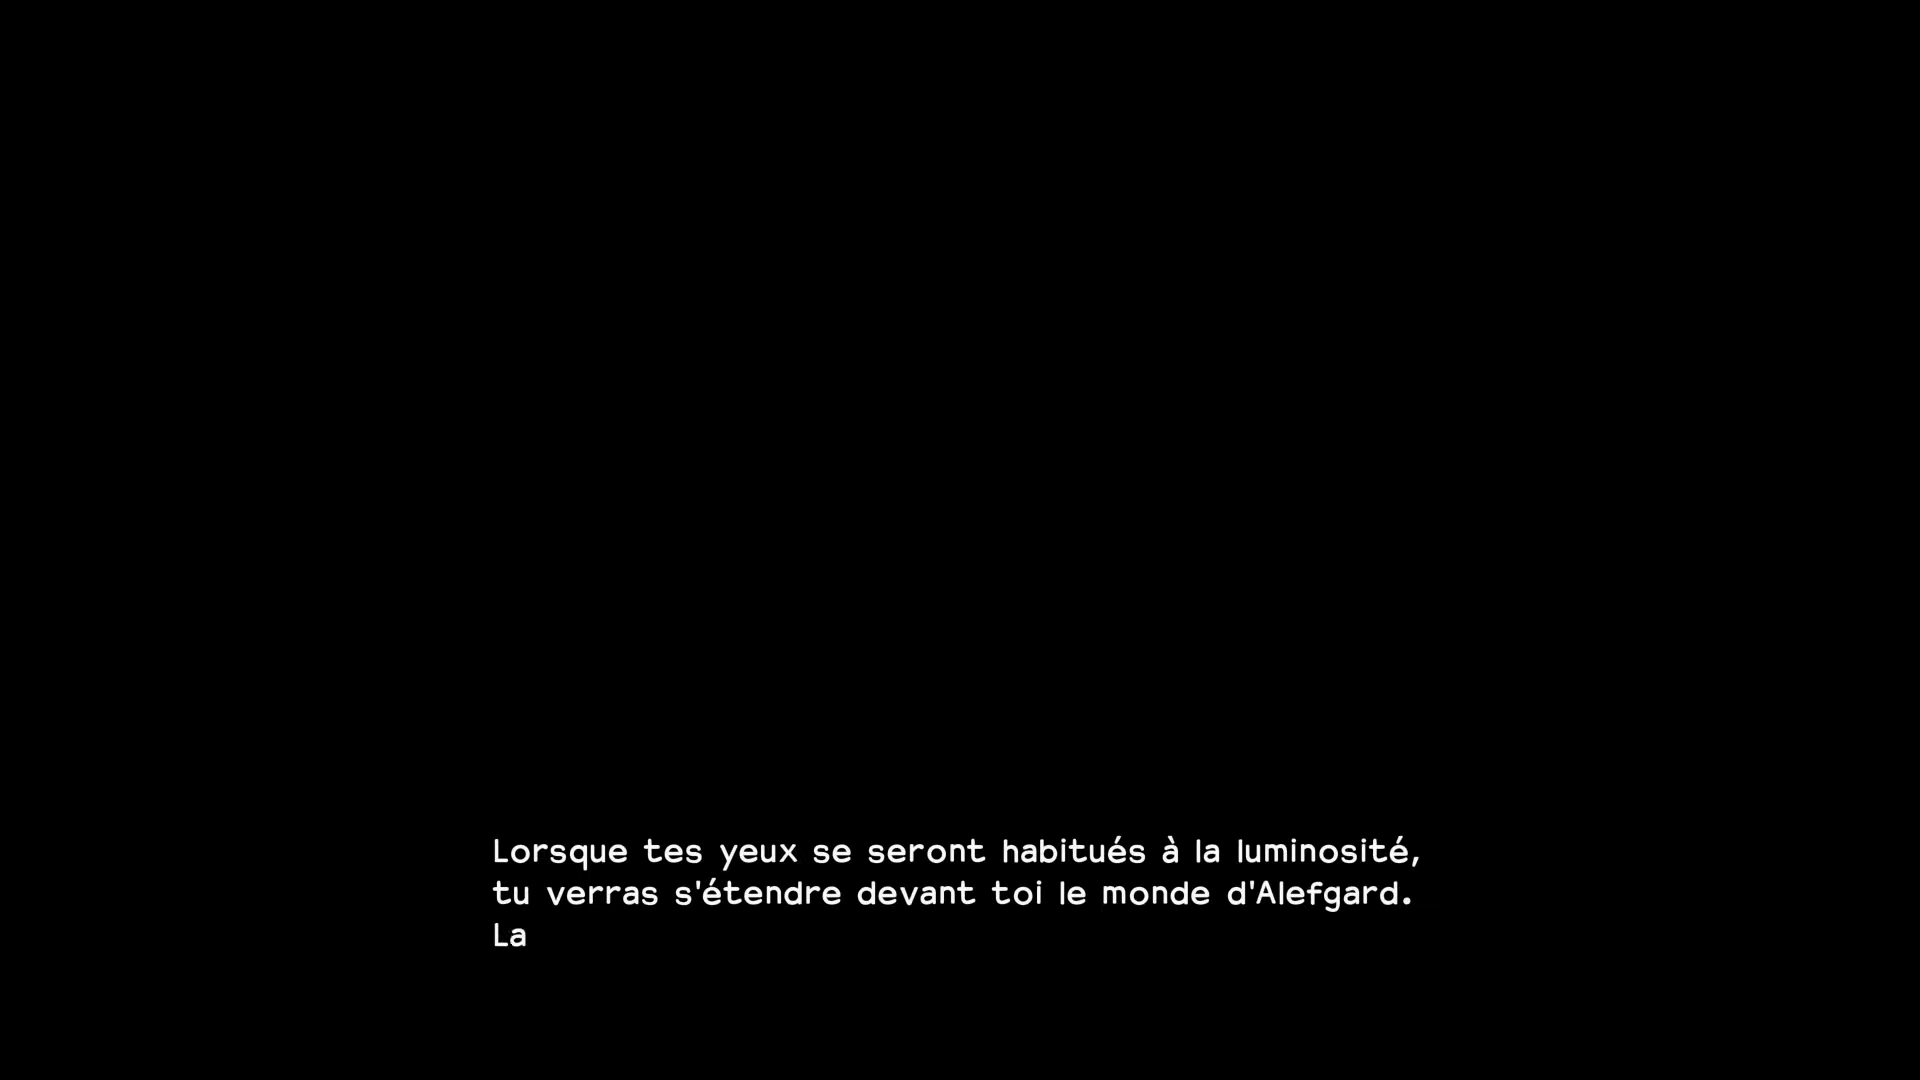 Lorsque tes yeux se seront habitués à la luminosité,
tu verras s'étendre devant toi le monde d'Alefgard.
La